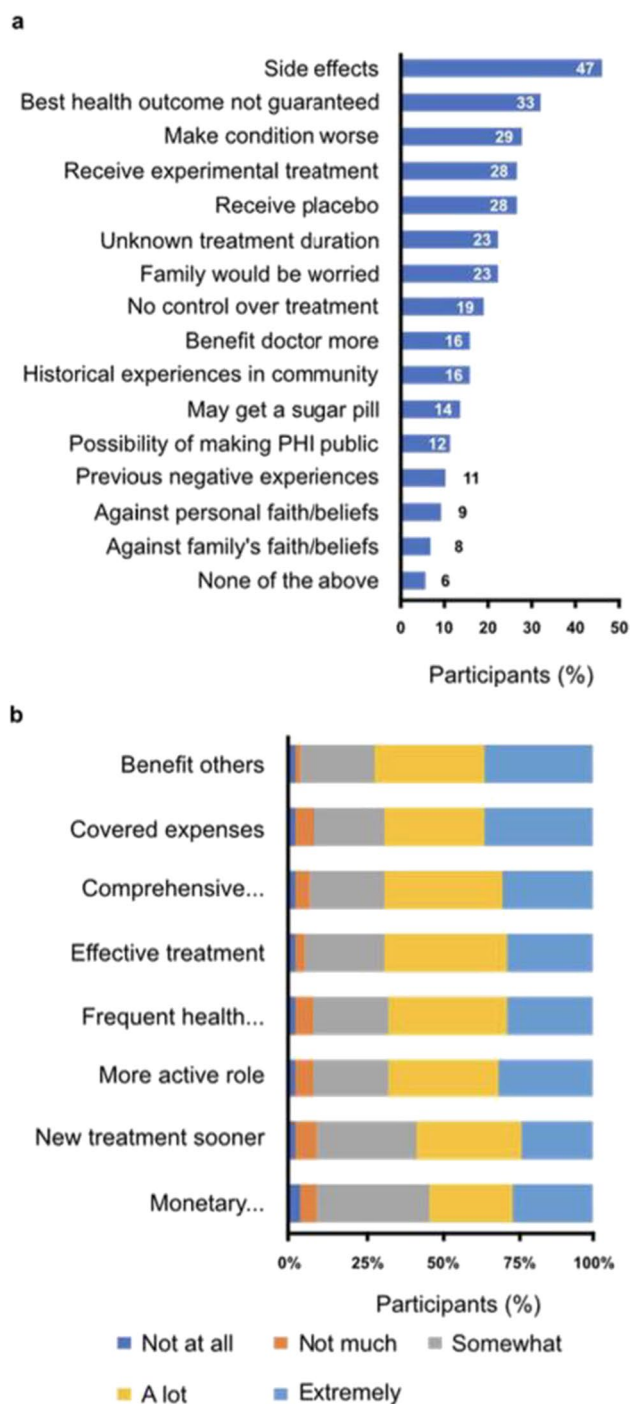 a
Side effects 47
Best health outcome not guaranteed 33
Make condition worse 29
Receive experimental treatment 28
Receive placebo 28
Unknown treatment duration 23
Family would be worried 23
No control over treatment 19
Benefit doctor more 16
Historical experiences in community 16
May get a sugar pill 14
Possibility of making PHI public 12
Previous negative experiences 11
Against personal faith/beliefs 9
Against family's faith/beliefs 8
None of the above 6
0 10 20 30 40 50
Participants (%)
b
Benefit others
Covered expenses
Comprehensive...
Effective treatment
Frequent health...
More active role
New treatment sooner
Monetary...
0% 25% 50% 75% 100%
Participants (%)
Not at all Not much Somewhat
A lot Extremely